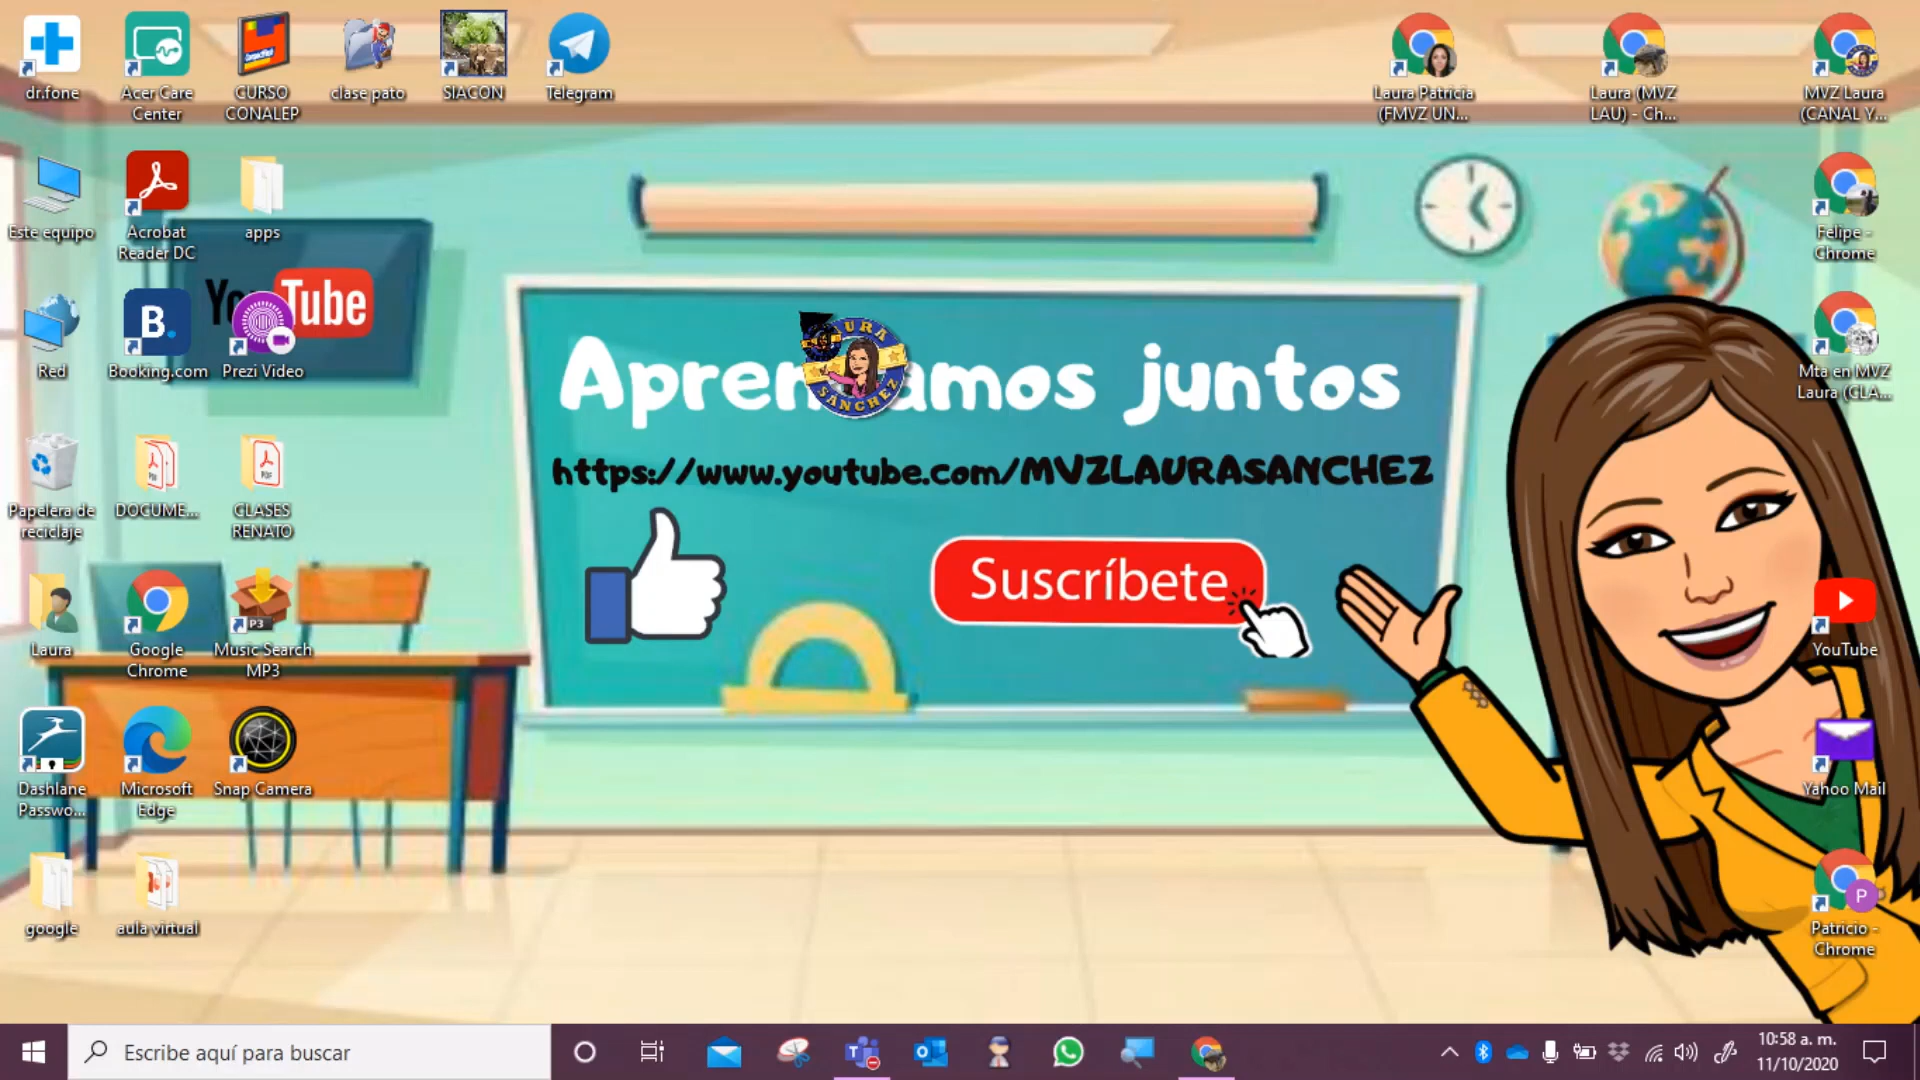 dr.fone
Acer Care
Center
CURSO
CONALEP
clase pato
SIACON
Telegram
Laura Patricia
(FMVZ UN...
Laura (MVZ
LAU) - Ch...
MVZ Laura
(CANAL Y...
Este equipo
Acrobat
Reader DC
apps
Felipe -
Chrome
Tube
B.
Red
Booking.com
Prezi Video
Mta en MVZ
Laura (CLA...
LAURA
SANCHEZ
amos juntos
https://www.youtube.com/MVZLAURASANCHEZ
Papelera de
reciclaje
DOCUME...
CLASES
RENATO
PDF
Suscríbete
Laura
Google
Chrome
Music Search
MP3
YouTube
Dashlane
Passwo...
Microsoft
Edge
Snap Camera
Yahoo Mail
google
aula virtual
P
Patricio -
Chrome
Escribe aquí para buscar
10:58 a. m.
11/10/2020